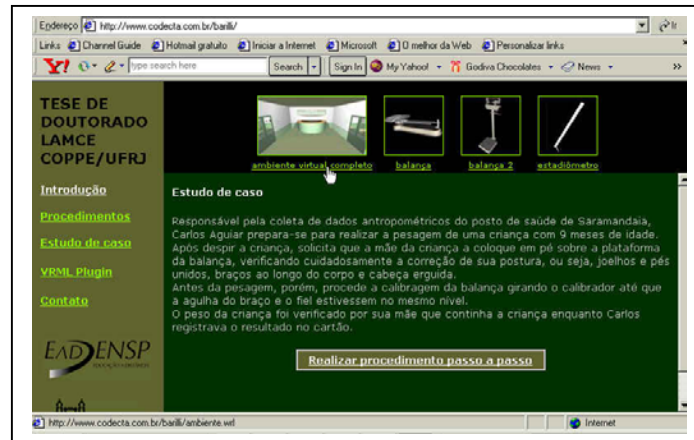 Endereço http://www.codecta.com.br/barilli/
Links Channel Guide Hotmail gratuito Iniciar a Internet Microsoft O melhor da Web Personalizar links
Y! type search here Search Sign In My Yahoo! Godiva Chocolates News »
TESE DE
DOUTORADO
LAMCE
COPPE/UFRJ
ambiente virtual completo balança balança 2 estadiômetro
Introdução
Procedimentos
Estudo de caso
VRML Plugin
Contato
EAD ENSP
Estudo de caso
Responsável pela coleta de dados antropométricos do posto de saúde de Saramandaia,
Carlos Aguiar prepara-se para realizar a pesagem de uma criança com 9 meses de idade.
Após despir a criança, solicita que a mãe da criança a coloque em pé sobre a plataforma
da balança, verificando cuidadosamente a correção de sua postura, ou seja, joelhos e pés
unidos, braços ao longo do corpo e cabeça erguida.
Antes da pesagem, porém, procede a calibragem da balança girando o calibrador até que
a agulha do braço e o fiel estivessem no mesmo nível.
O peso da criança foi verificado por sua mãe que continha a criança enquanto Carlos
registrava o resultado no cartão.
Realizar procedimento passo a passo
http://www.codecta.com.br/barilli/ambiente.wrl Internet